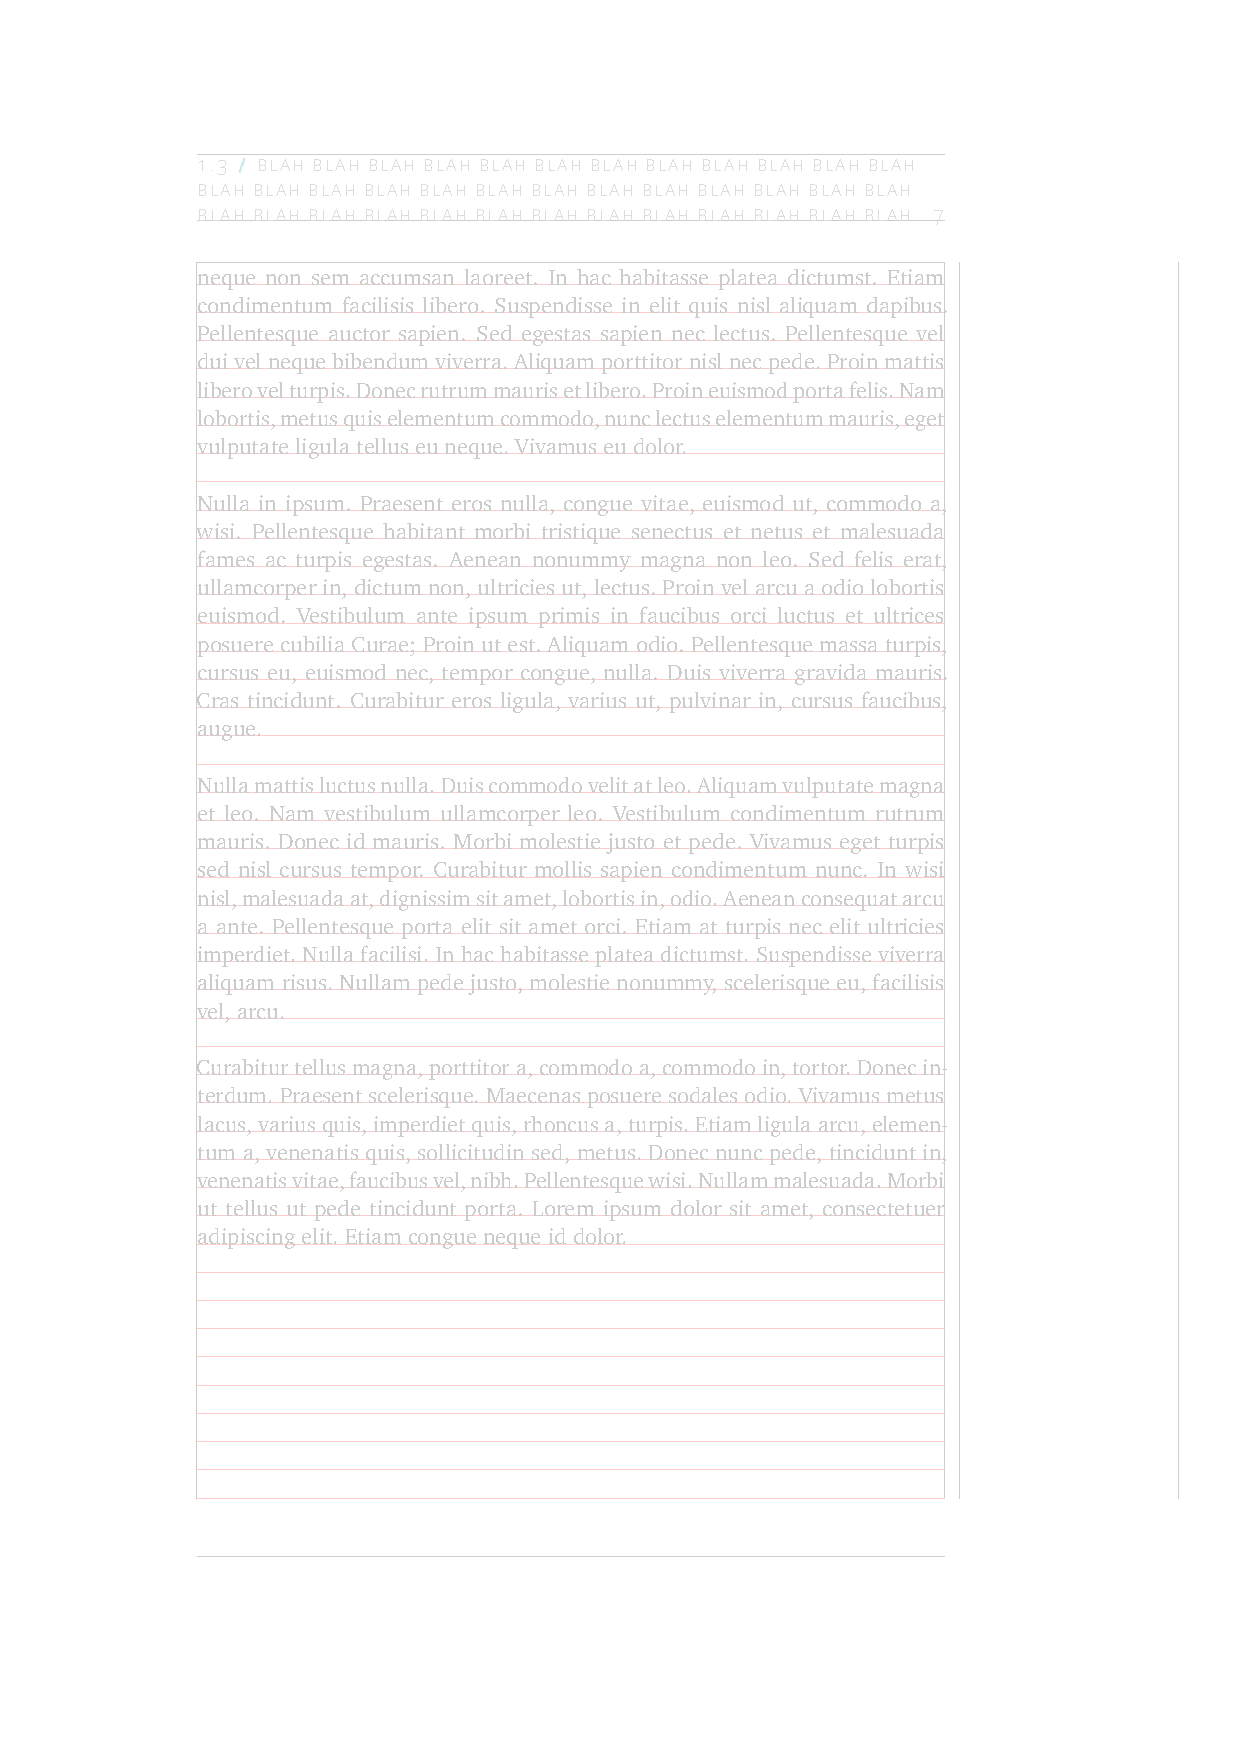 1.3 / BLAH BLAH BLAH BLAH BLAH BLAH BLAH BLAH BLAH BLAH BLAH BLAH
BLAH BLAH BLAH BLAH BLAH BLAH BLAH BLAH BLAH BLAH BLAH BLAH BLAH
BLAH BLAH BLAH BLAH BLAH BLAH BLAH BLAH BLAH BLAH BLAH BLAH BLAH 7
neque non sem accumsan laoreet. In hac habitasse platea dictumst. Etiam
condimentum facilisis libero. Suspendisse in elit quis nisl aliquam dapibus.
Pellentesque auctor sapien. Sed egestas sapien nec lectus. Pellentesque vel
dui vel neque bibendum viverra. Aliquam porttitor nisl nec pede. Proin mattis
libero vel turpis. Donec rutrum mauris et libero. Proin euismod porta felis. Nam
lobortis, metus quis elementum commodo, nunc lectus elementum mauris, eget
vulputate ligula tellus eu neque. Vivamus eu dolor.
Nulla in ipsum. Praesent eros nulla, congue vitae, euismod ut, commodo a,
wisi. Pellentesque habitant morbi tristique senectus et netus et malesuada
fames ac turpis egestas. Aenean nonummy magna non leo. Sed felis erat,
ullamcorper in, dictum non, ultricies ut, lectus. Proin vel arcu a odio lobortis
euismod. Vestibulum ante ipsum primis in faucibus orci luctus et ultrices
posuere cubilia Curae; Proin ut est. Aliquam odio. Pellentesque massa turpis,
cursus eu, euismod nec, tempor congue, nulla. Duis viverra gravida mauris.
Cras tincidunt. Curabitur eros ligula, varius ut, pulvinar in, cursus faucibus,
augue.
Nulla mattis luctus nulla. Duis commodo velit at leo. Aliquam vulputate magna
et leo. Nam vestibulum ullamcorper leo. Vestibulum condimentum rutrum
mauris. Donec id mauris. Morbi molestie justo et pede. Vivamus eget turpis
sed nisl cursus tempor. Curabitur mollis sapien condimentum nunc. In wisi
nisl, malesuada at, dignissim sit amet, lobortis in, odio. Aenean consequat arcu
a ante. Pellentesque porta elit sit amet orci. Etiam at turpis nec elit ultricies
imperdiet. Nulla facilisi. In hac habitasse platea dictumst. Suspendisse viverra
aliquam risus. Nullam pede justo, molestie nonummy, scelerisque eu, facilisis
vel, arcu.
Curabitur tellus magna, porttitor a, commodo a, commodo in, tortor. Donec in-
terdum. Praesent scelerisque. Maecenas posuere sodales odio. Vivamus metus
lacus, varius quis, imperdiet quis, rhoncus a, turpis. Etiam ligula arcu, elemen-
tum a, venenatis quis, sollicitudin sed, metus. Donec nunc pede, tincidunt in,
venenatis vitae, faucibus vel, nibh. Pellentesque wisi. Nullam malesuada. Morbi
ut tellus ut pede tincidunt porta. Lorem ipsum dolor sit amet, consectetuer
adipiscing elit. Etiam congue neque id dolor.